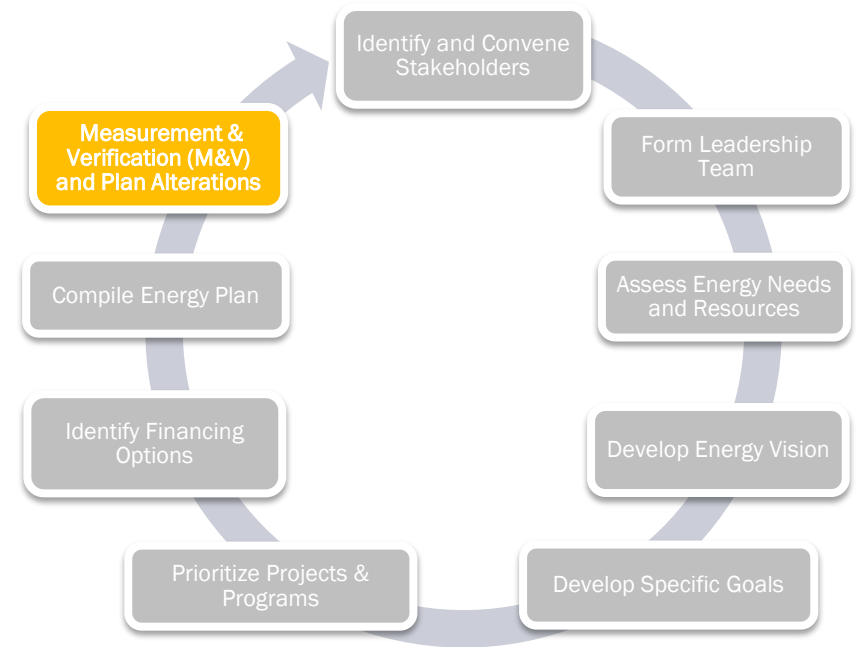 Identify and Convene
Stakeholders
Form Leadership
Team
Assess Energy Needs
and Resources
Develop Energy Vision
Develop Specific Goals
Prioritize Projects &
Programs
Identify Financing
Options
Compile Energy Plan
Measurement &
Verification (M&V)
and Plan Alterations